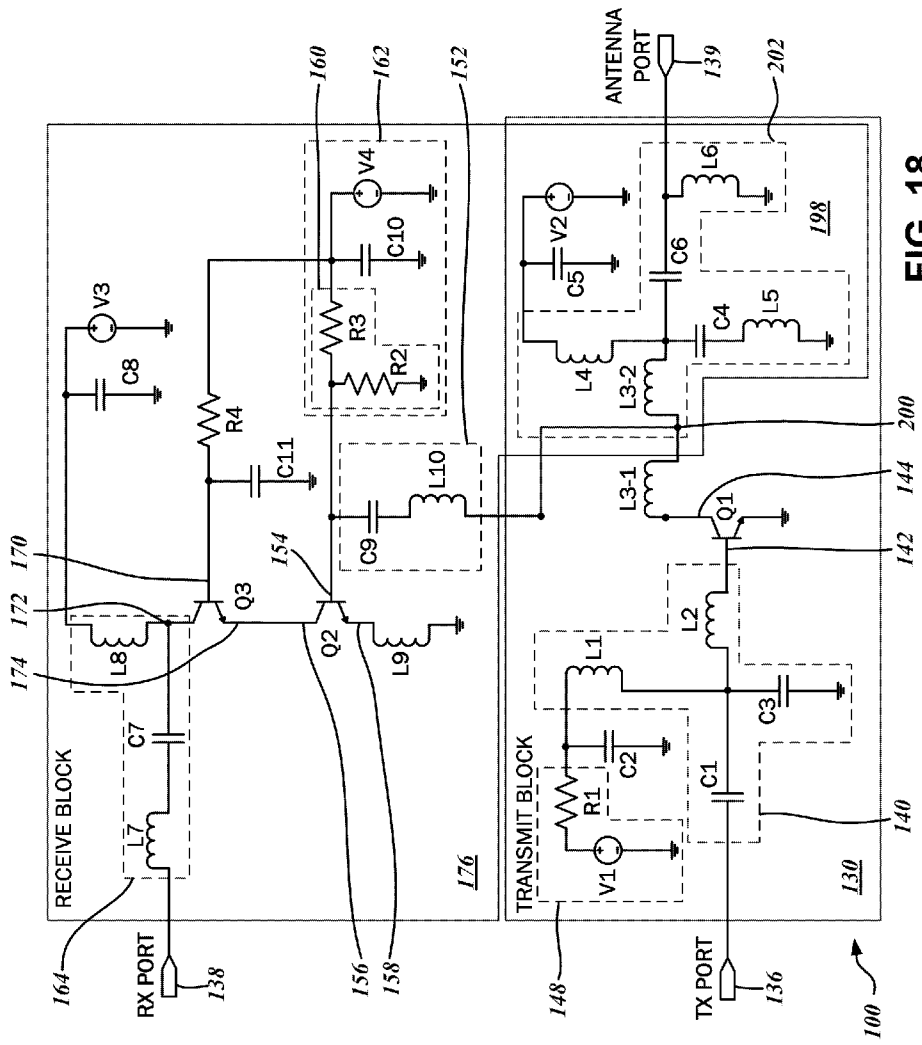 RECEIVE BLOCK
RX PORT
138
164
L7
C7
L8
172
170
174
Q3
C8
V3
R4
C11
160
162
152
R3
R2
C10
V4
154
Q2
156
158
L9
C9
L10
176
TRANSMIT BLOCK
TX PORT
136
148
V1
R1
C2
L1
C1
C3
L2
140
130
142
144
Q1
L3-1
200
L3-2
L4
C5
V2
C4
L5
C6
L6
198
202
ANTENNA
PORT
139
100
FIG. 18